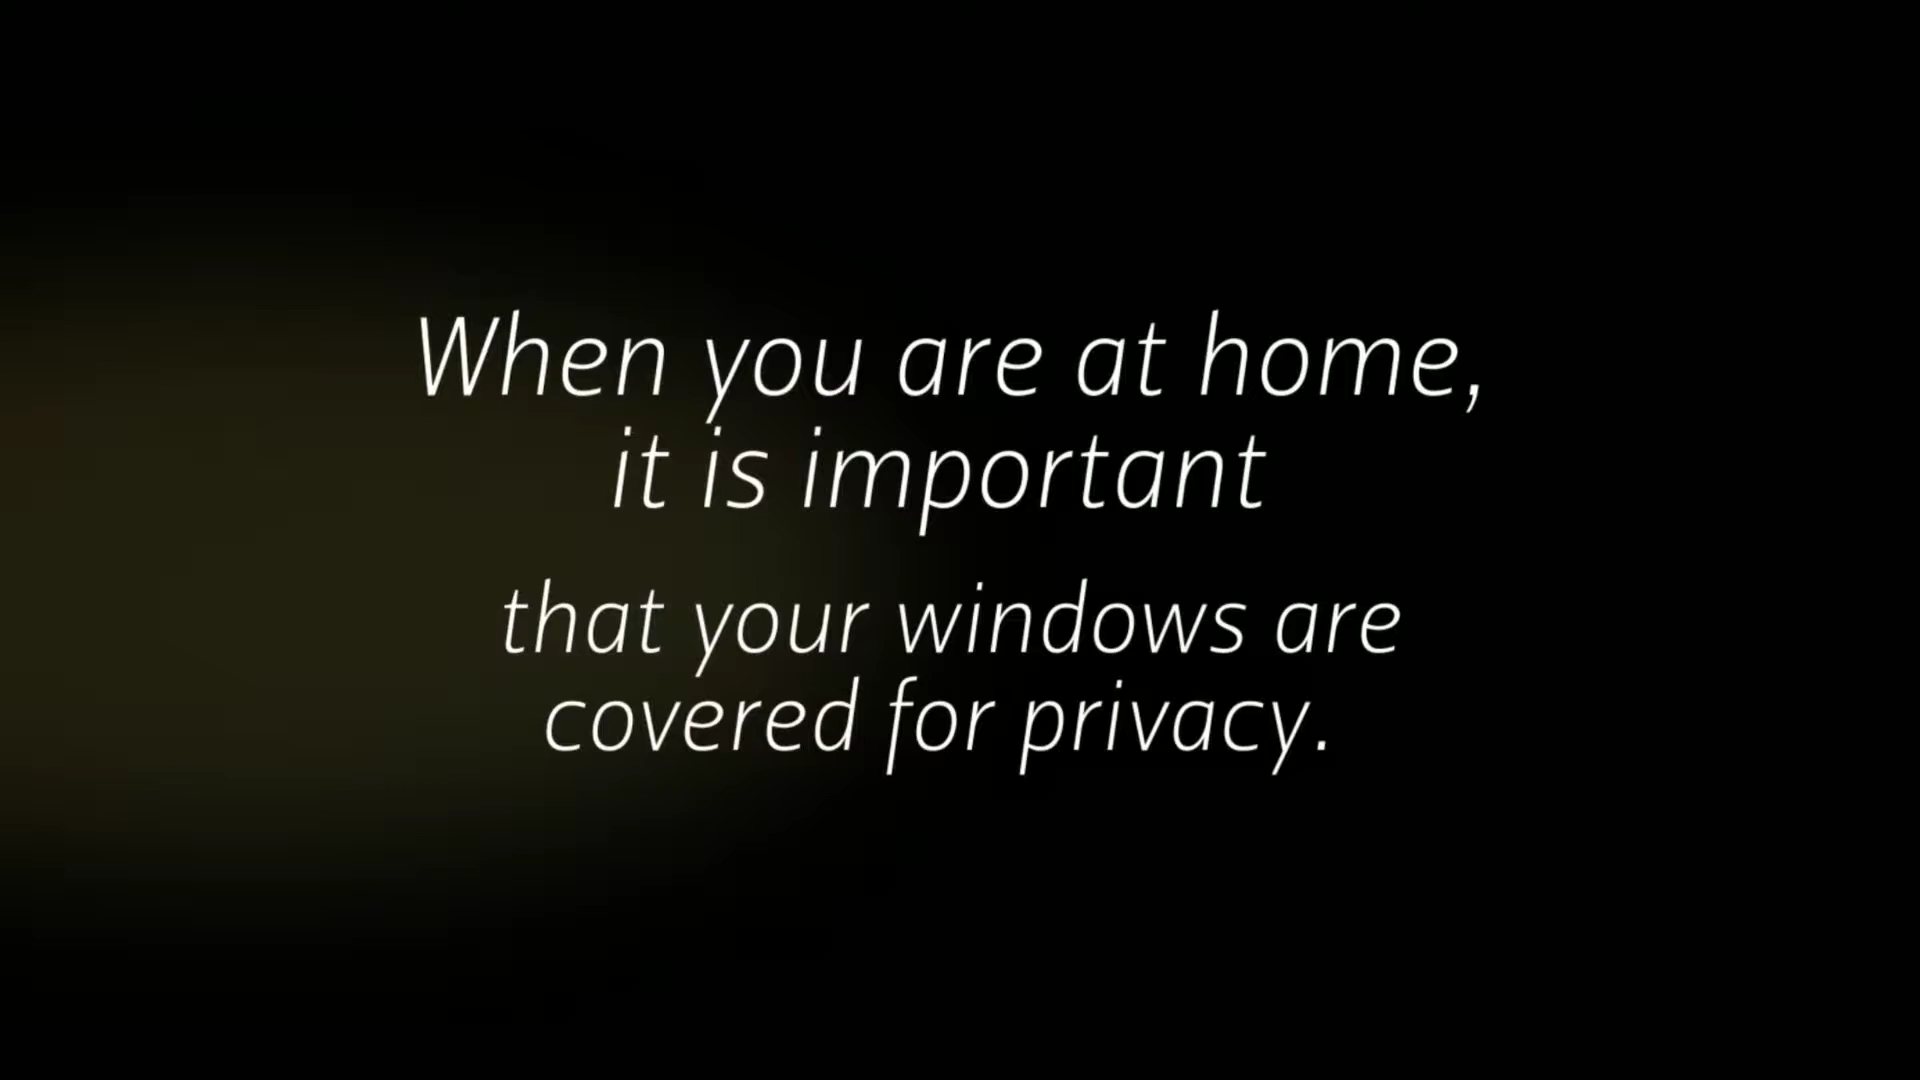 When you are at home,
it is important
that your windows are
covered for privacy.